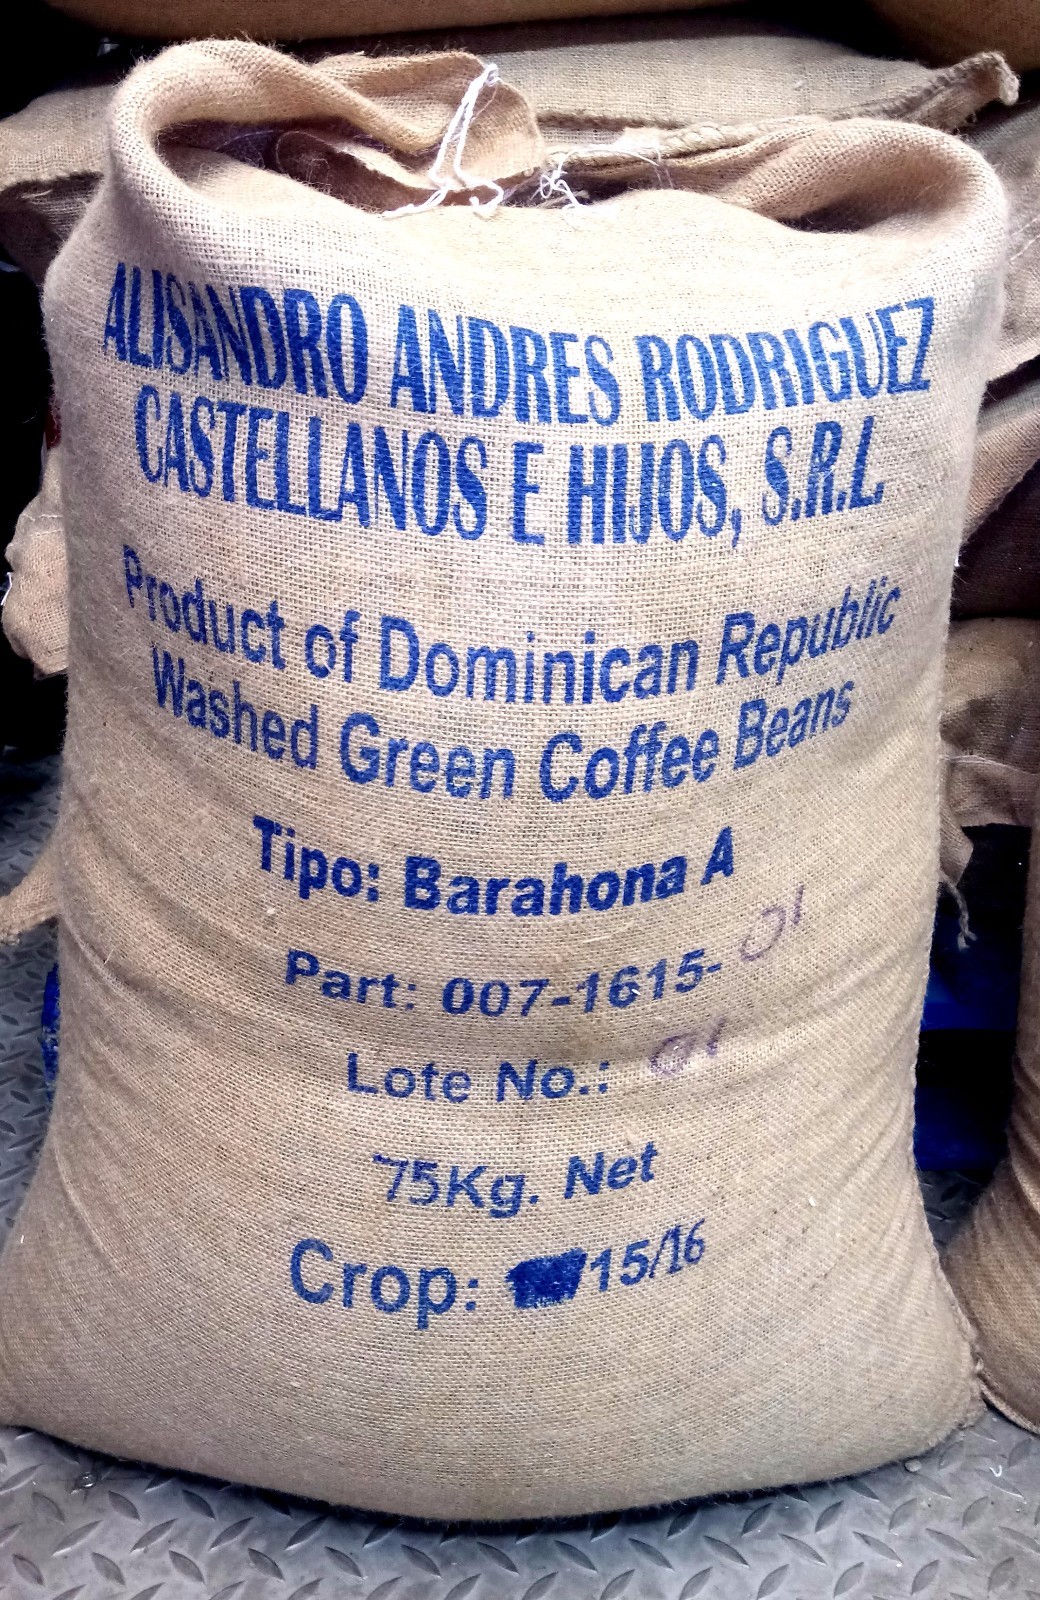 ALISANDRO ANDRES RODRIGUEZ
CASTELLANOS E HIJOS, S.R.L.
Product of Dominican Republic
Washed Green Coffee Beans
Tipo: Barahona A
Part: 007-1615-01
Lote No.: 01
75Kg. Net
Crop: 15/16